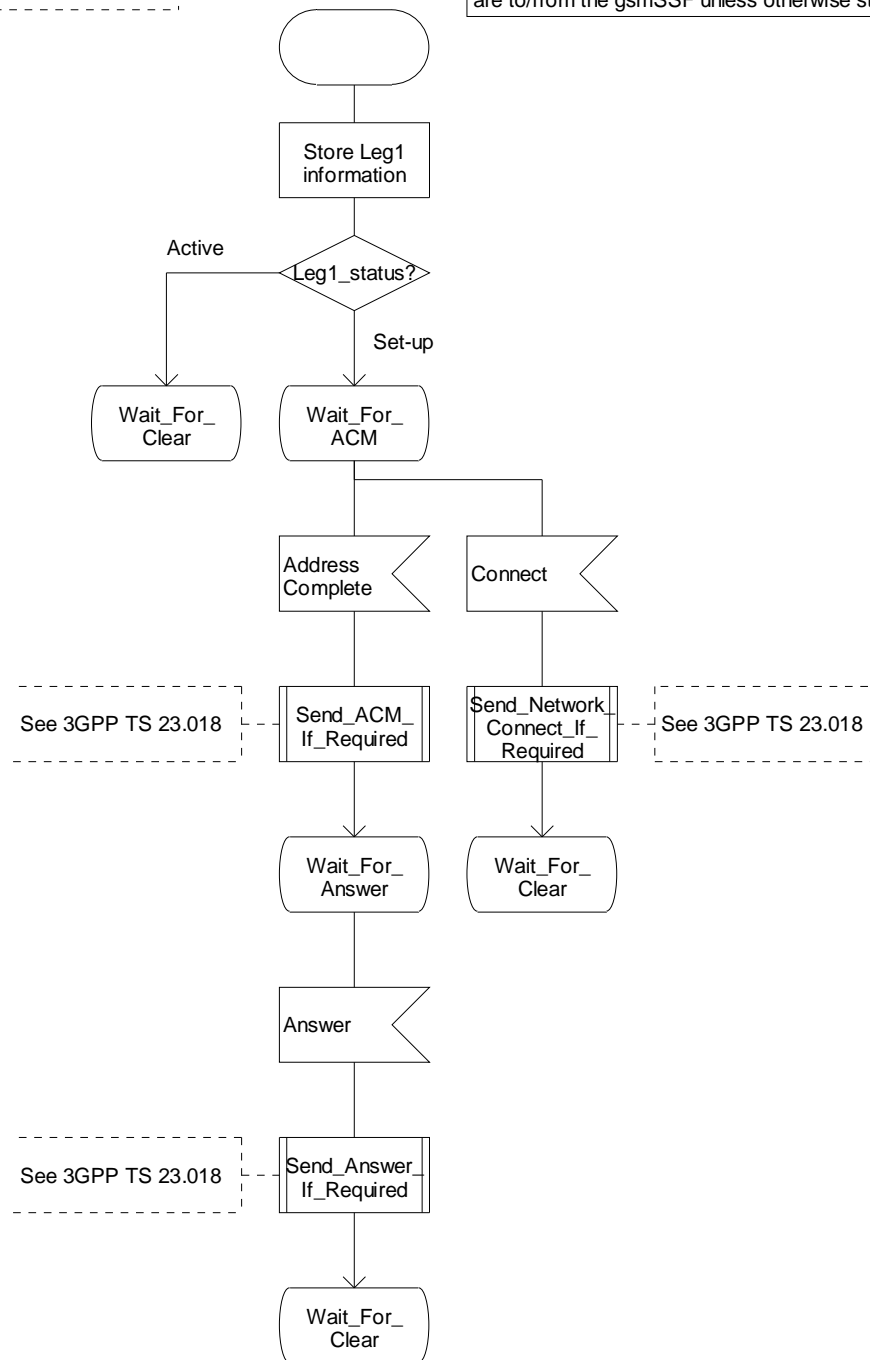 are to/from the gsmSSF unless otherwise
Store Leg1
information
Active
Leg1_status?
Set-up
Wait_For_
Clear
Wait_For_
ACM
Address
Complete
Connect
See 3GPP TS 23.018
Send_ACM_
If_Required
Send_Network_
Connect_If_
Required
See 3GPP TS 23.018
Wait_For_
Answer
Wait_For_
Clear
Answer
See 3GPP TS 23.018
Send_Answer_
If_Required
Wait_For_
Clear